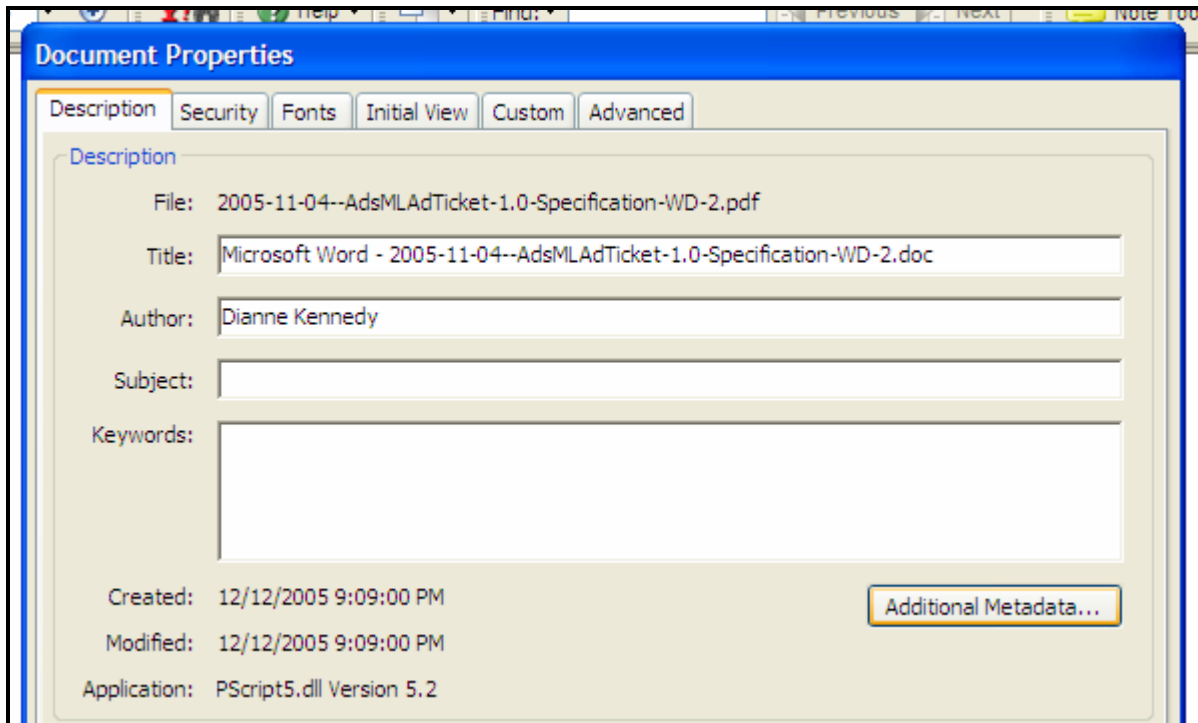 Help Find: Previous Next Note Too
Document Properties
Description Security Fonts Initial View Custom Advanced
Description
File: 2005-11-04--AdsMLAdTicket-1.0-Specification-WD-2.pdf
Title: Microsoft Word - 2005-11-04--AdsMLAdTicket-1.0-Specification-WD-2.doc
Author: Dianne Kennedy
Subject:
Keywords:
Created: 12/12/2005 9:09:00 PM
Additional Metadata...
Modified: 12/12/2005 9:09:00 PM
Application: PScript5.dll Version 5.2